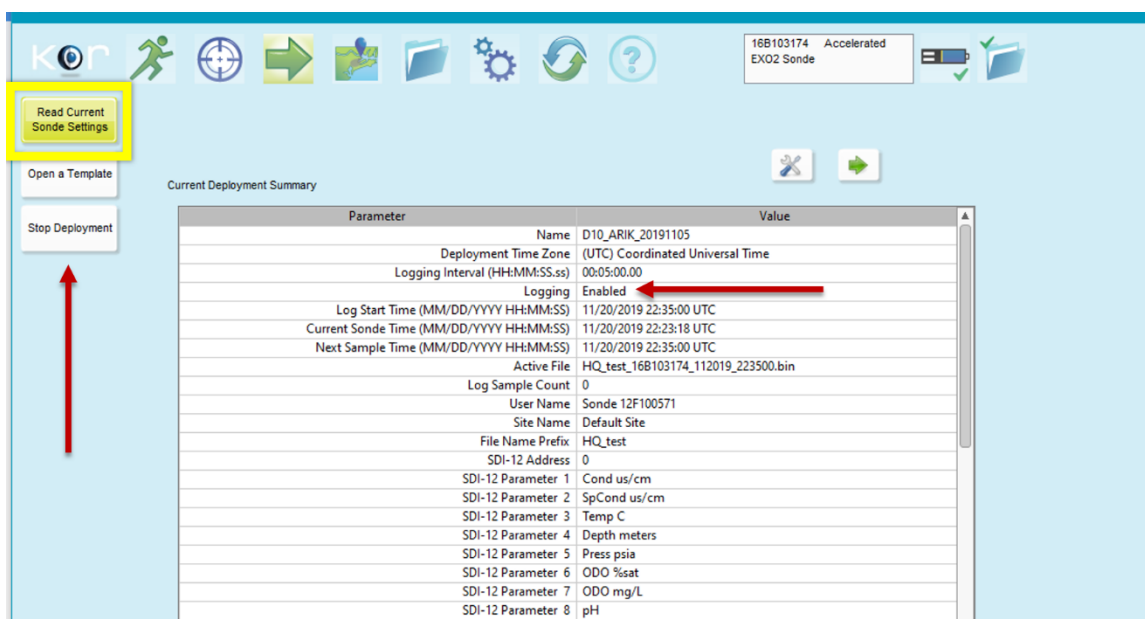 KOr
?
16B103174 Accelerated
EXO2 Sonde
Read Current
Sonde Settings
Open a Template
Stop Deployment
Current Deployment Summary
Parameter Value
Name D10_ARIK_20191105
Deployment Time Zone (UTC) Coordinated Universal Time
Logging Interval (HH:MM:SS.ss) 00:05:00.00
Logging Enabled
Log Start Time (MM/DD/YYYY HH:MM:SS) 11/20/2019 22:35:00 UTC
Current Sonde Time (MM/DD/YYYY HH:MM:SS) 11/20/2019 22:23:18 UTC
Next Sample Time (MM/DD/YYYY HH:MM:SS) 11/20/2019 22:35:00 UTC
Active File HQ_test_16B103174_112019_223500.bin
Log Sample Count 0
User Name Sonde 12F100571
Site Name Default Site
File Name Prefix HQ_test
SDI-12 Address 0
SDI-12 Parameter 1 Cond us/cm
SDI-12 Parameter 2 SpCond us/cm
SDI-12 Parameter 3 Temp C
SDI-12 Parameter 4 Depth meters
SDI-12 Parameter 5 Press psia
SDI-12 Parameter 6 ODO %sat
SDI-12 Parameter 7 ODO mg/L
SDI-12 Parameter 8 pH